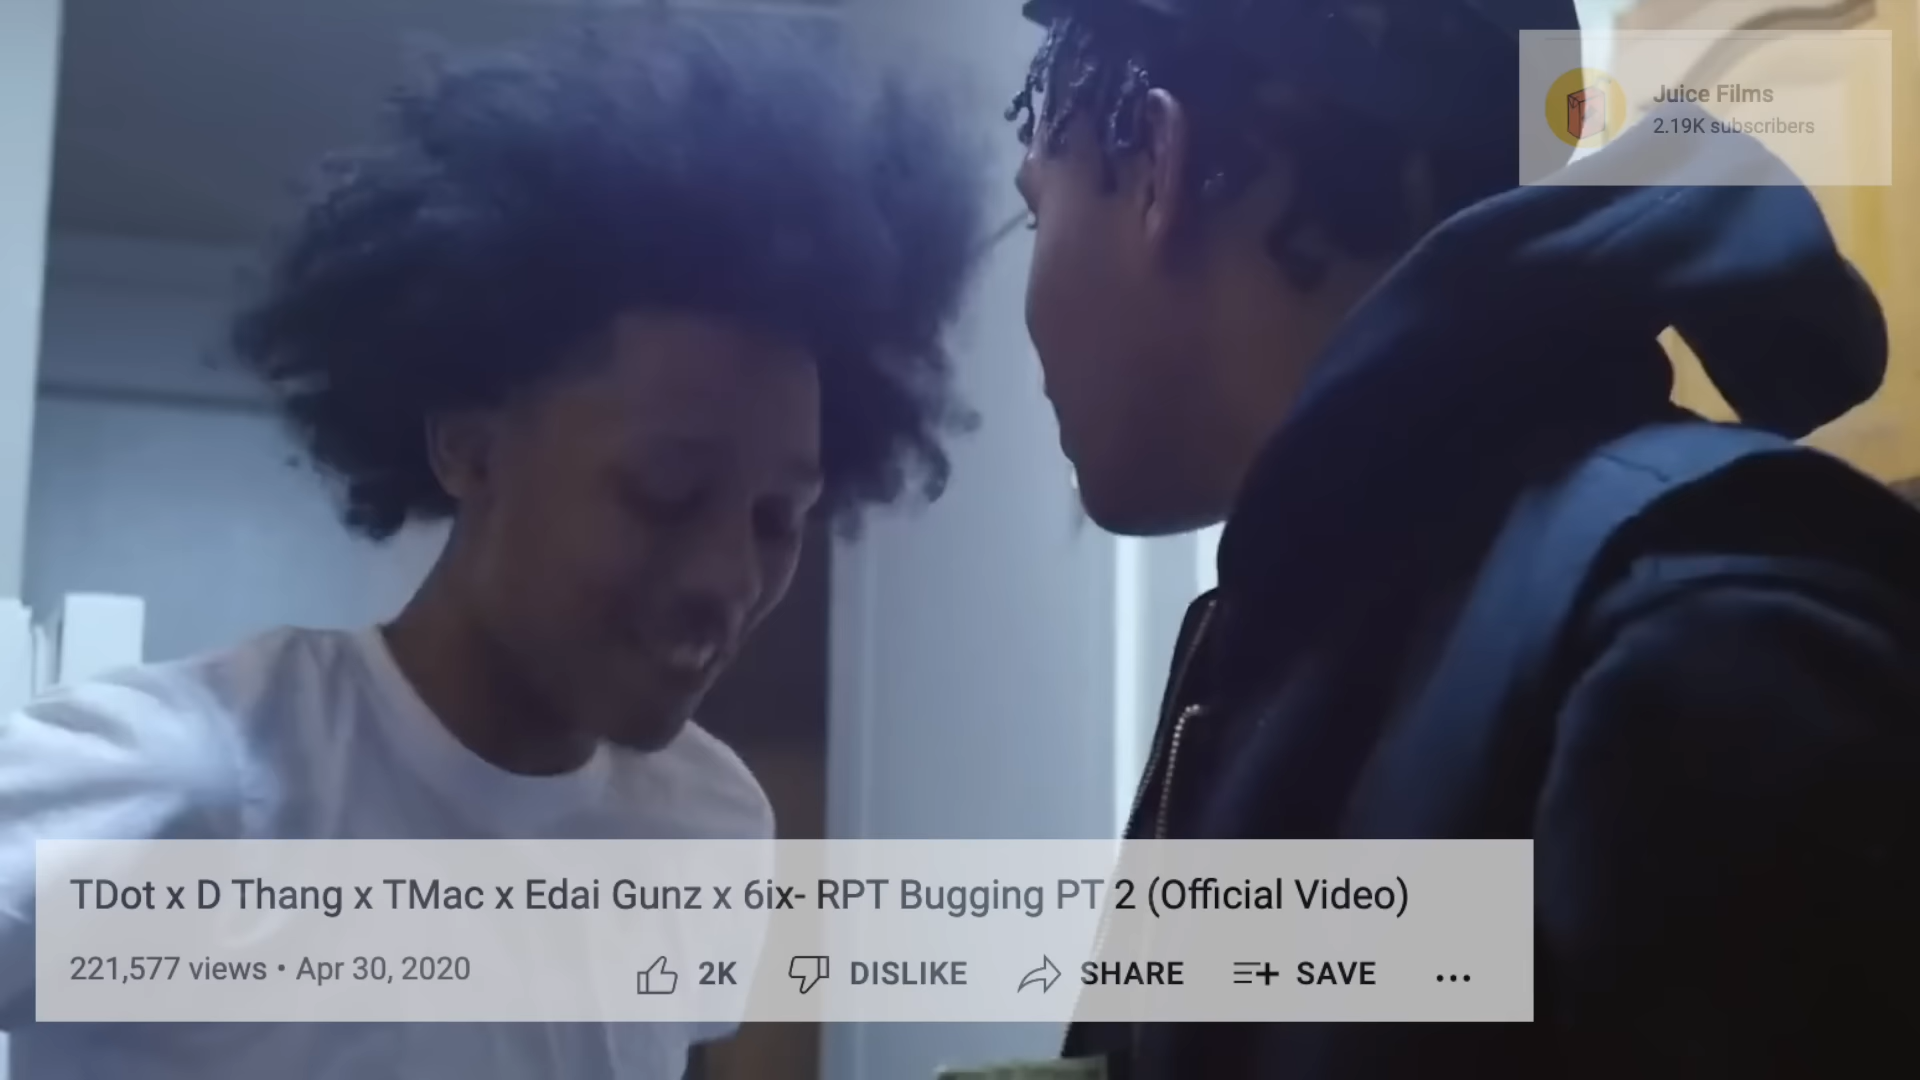 Juice Films
2.19K subscribers
TDot x D Thang x TMac x Edai Gunz x 6ix- RPT Bugging PT 2 (Official Video)
221,577 views • Apr 30, 2020
2K
DISLIKE
SHARE
SAVE